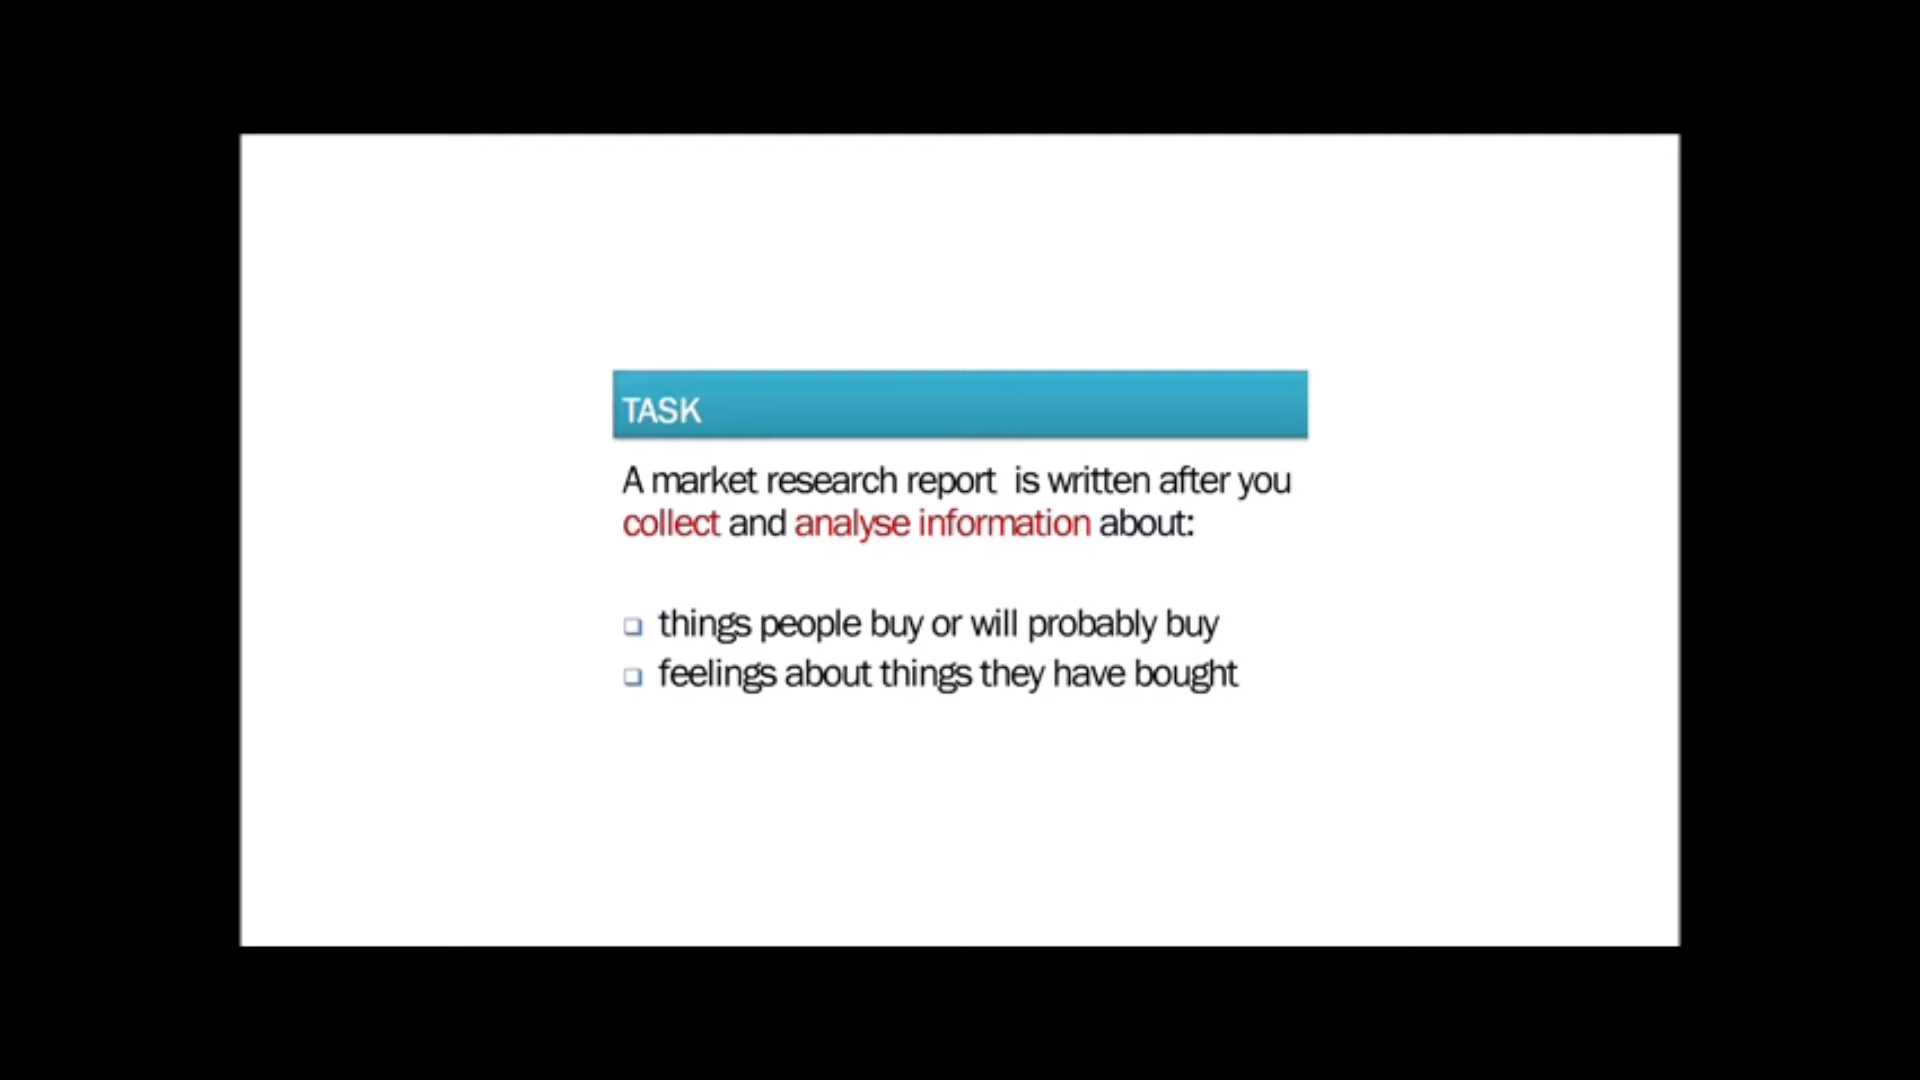 TASK
A market research report  is written after you
collect and analyse information about:
❑ things people buy or will probably buy
❑ feelings about things they have bought